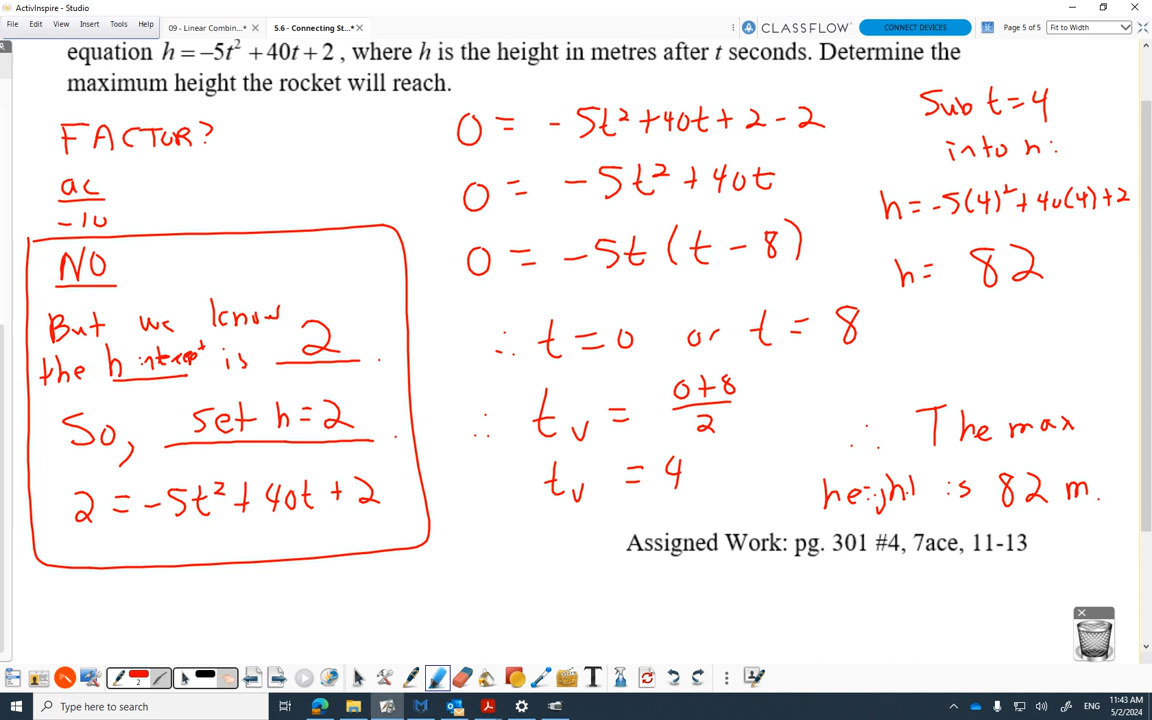 ActivInspire - Studio
File Edit View Insert Tools Help
09 - Linear Combin...*
5.6 - Connecting St...*
CLASSFLOW
CONNECT DEVICES
Page 5 of 5
Fit to Width
equation h = −5t² + 40t + 2, where h is the height in metres after t seconds. Determine the
maximum height the rocket will reach.
FACTOR?
ac
-10
NO
But we know
the h intercept is 2.
So, set h = 2.
2 = -5t² + 40t + 2
0 = -5t² + 40t + 2 - 2
0 = -5t² + 40t
0 = -5t (t - 8)
∴ t = 0 or t = 8
∴ tv = 0+8
2
tv = 4
Sub t = 4
into h:
h = -5(4)² + 40(4) + 2
h = 82
∴ The max
height is 82 m.
Assigned Work: pg. 301 #4, 7ace, 11-13
2
Type here to search
ENG
11:43 AM
5/2/2024